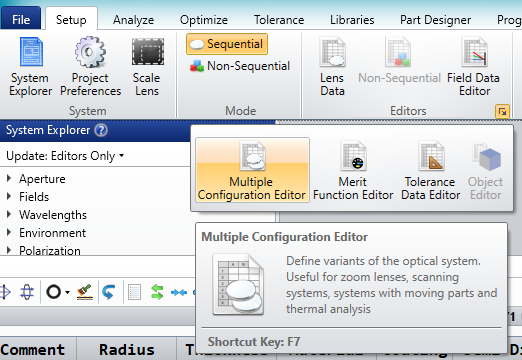 File Setup Analyze Optimize Tolerance Libraries Part Designer
System Explorer
Project Preferences
Scale Lens
Sequential
Non-Sequential
Lens Data
Non-Sequential
Field Data Editor
System Mode Editors
System Explorer ?
Update: Editors Only
Aperture
Fields
Wavelengths
Environment
Polarization
Multiple Configuration Editor
Merit Function Editor
Tolerance Data Editor
Object Editor
Multiple Configuration Editor
Define variants of the optical system.
Useful for zoom lenses, scanning
systems, systems with moving parts and
thermal analysis
Shortcut Key: F7
Comment Radius